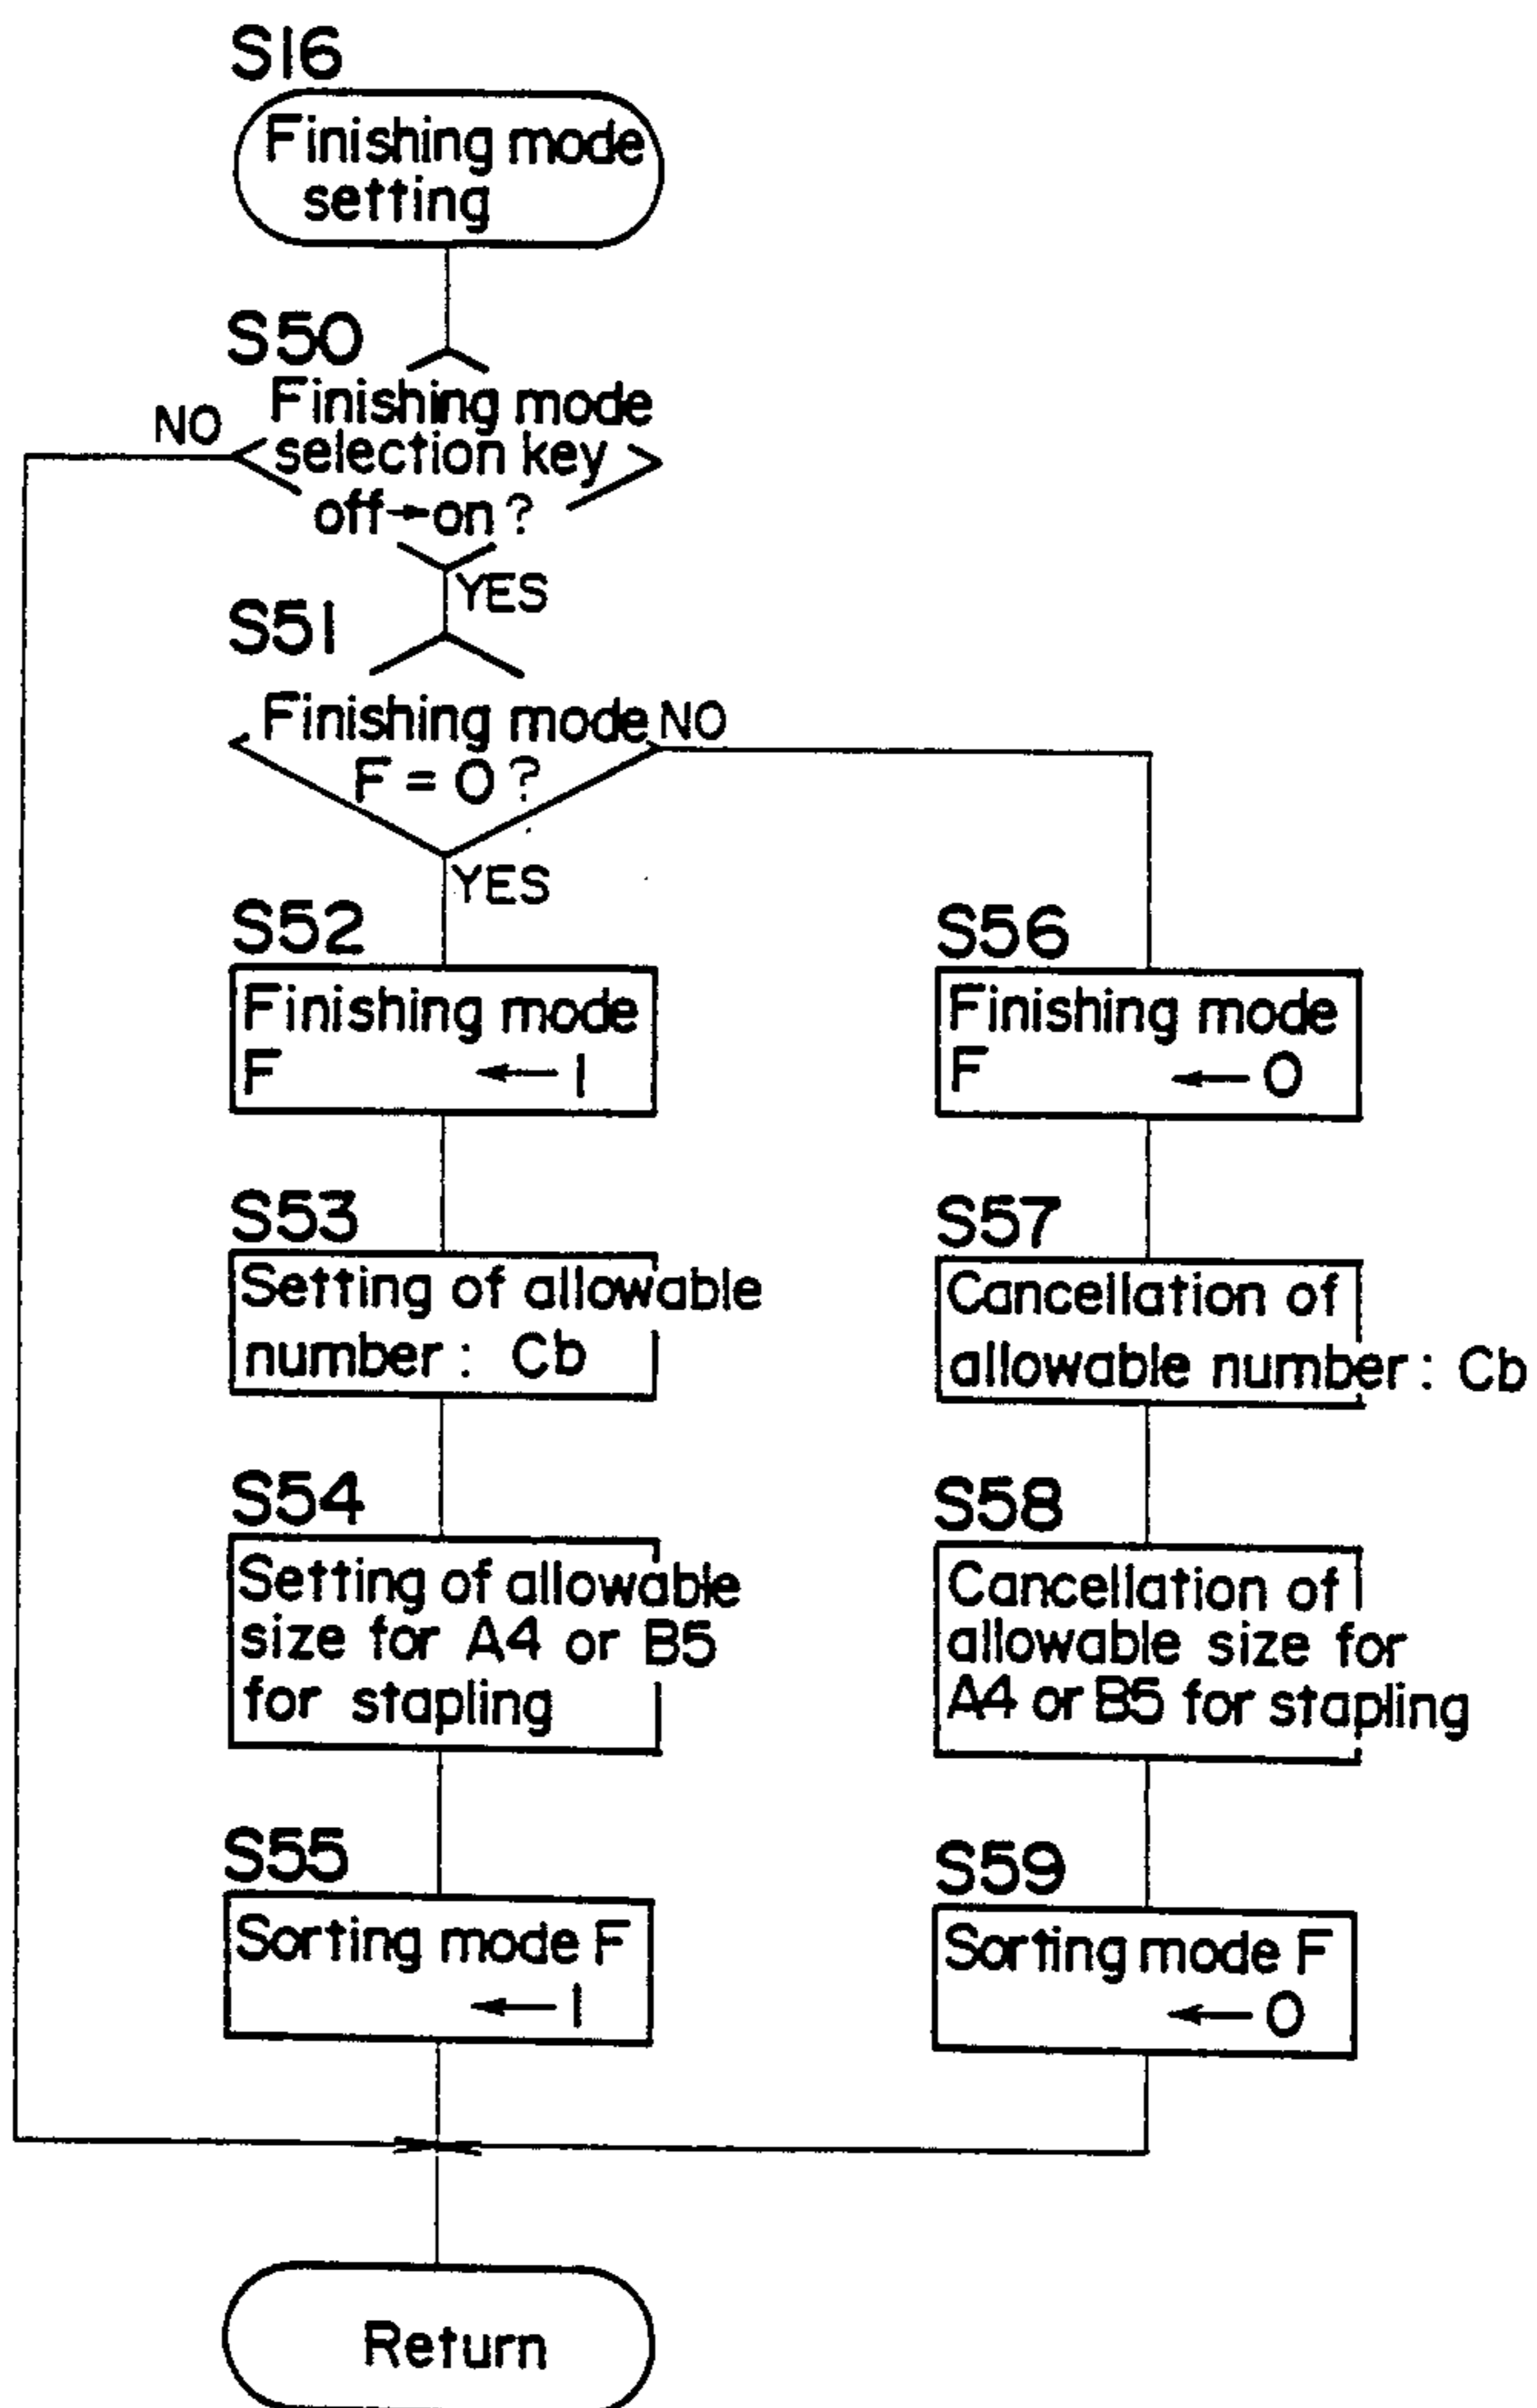 S16
Finishing mode
setting
S50
NO
Finishing mode
selection key
off→on?
YES
S51
Finishing mode
F=0?
NO
YES
S52
Finishing mode
F ←1
S53
Setting of allowable
number: Cb
S54
Setting of allowable
size for A4 or B5
for stapling
S55
Sorting mode F
←1
S56
Finishing mode
F ←0
S57
Cancellation of
allowable number: Cb
S58
Cancellation of
allowable size for
A4 or B5 for stapling
S59
Sorting mode F
←0
Return